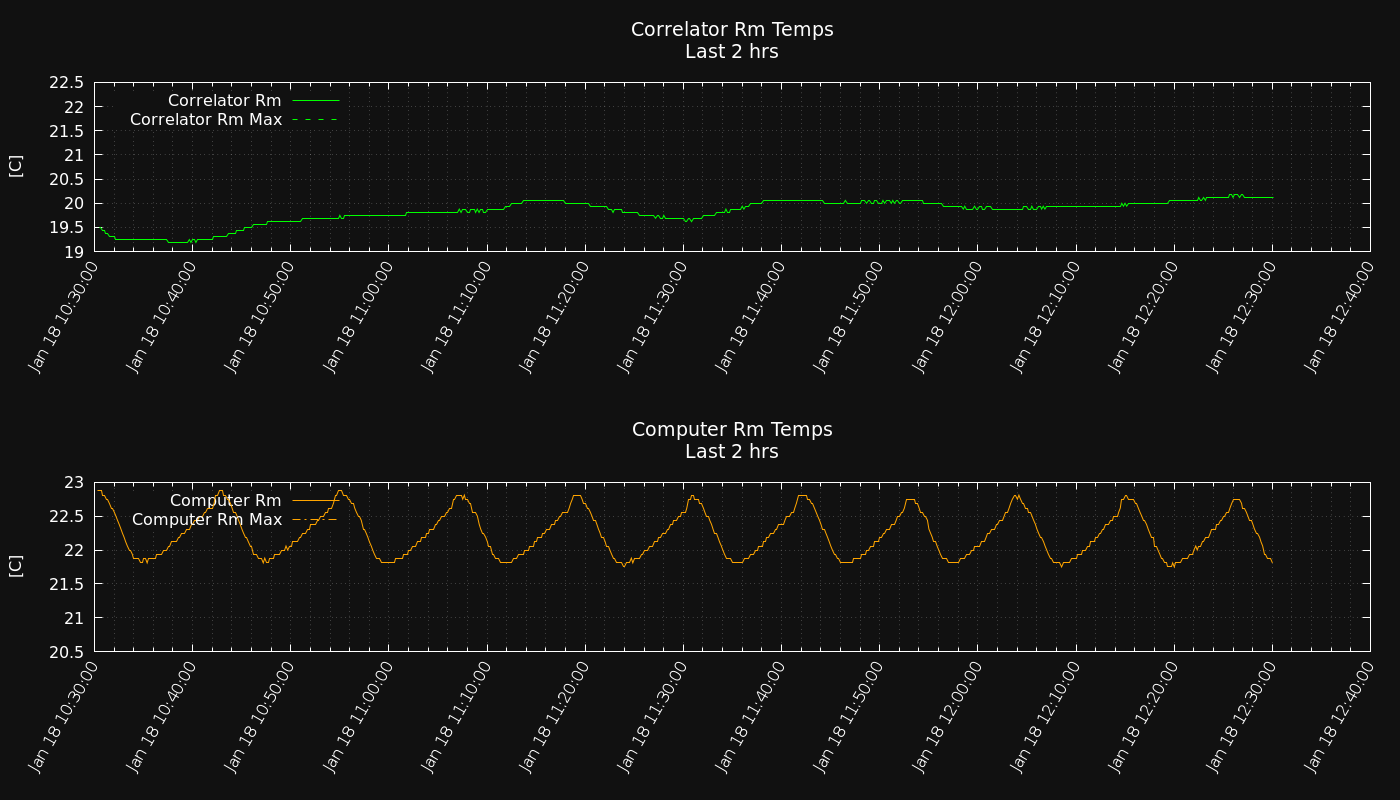 Correlator Rm Temps
Last 2 hrs
22.5
22
21.5
21
20.5
20
19.5
19
[C]
Correlator Rm
Correlator Rm Max
Jan 18 10:30:00
Jan 18 10:40:00
Jan 18 10:50:00
Jan 18 11:00:00
Jan 18 11:10:00
Jan 18 11:20:00
Jan 18 11:30:00
Jan 18 11:40:00
Jan 18 11:50:00
Jan 18 12:00:00
Jan 18 12:10:00
Jan 18 12:20:00
Jan 18 12:30:00
Jan 18 12:40:00
Computer Rm Temps
Last 2 hrs
23
22.5
22
21.5
21
20.5
[C]
Computer Rm
Computer Rm Max
Jan 18 10:30:00
Jan 18 10:40:00
Jan 18 10:50:00
Jan 18 11:00:00
Jan 18 11:10:00
Jan 18 11:20:00
Jan 18 11:30:00
Jan 18 11:40:00
Jan 18 11:50:00
Jan 18 12:00:00
Jan 18 12:10:00
Jan 18 12:20:00
Jan 18 12:30:00
Jan 18 12:40:00